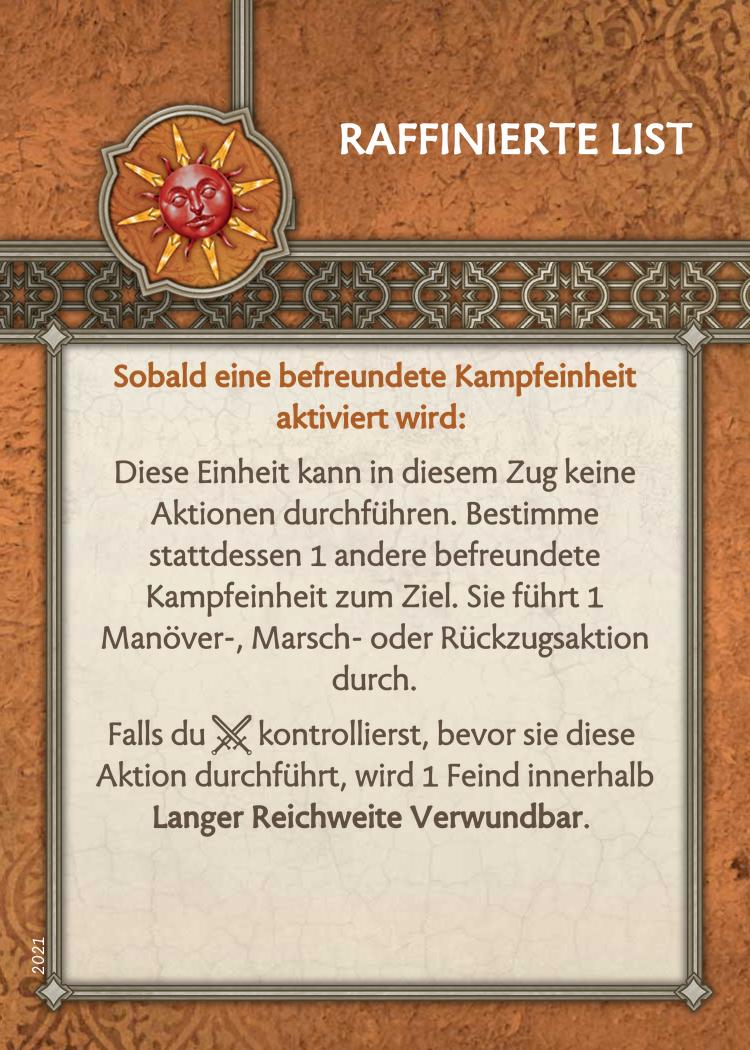 RAFFINIERTE LIST
Sobald eine befreundete Kampfeinheit
aktiviert wird:
Diese Einheit kann in diesem Zug keine
Aktionen durchführen. Bestimme
stattdessen 1 andere befreundete
Kampfeinheit zum Ziel. Sie führt 1
Manöver-, Marsch- oder Rückzugsaktion
durch.
Falls du kontrollierst, bevor sie diese
Aktion durchführt, wird 1 Feind innerhalb
Langer Reichweite Verwundbar.
2021